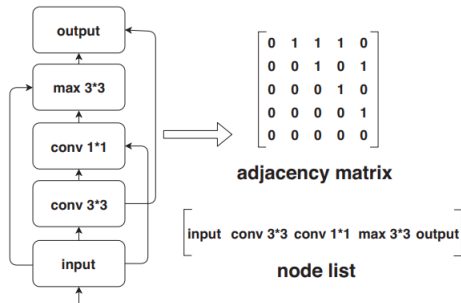 output
max 3*3
conv 1*1
conv 3*3
input
0 1 1 1 0
0 0 1 0 1
0 0 0 1 0
0 0 0 0 1
0 0 0 0 0
adjacency matrix
input conv 3*3 conv 1*1 max 3*3 output
node list